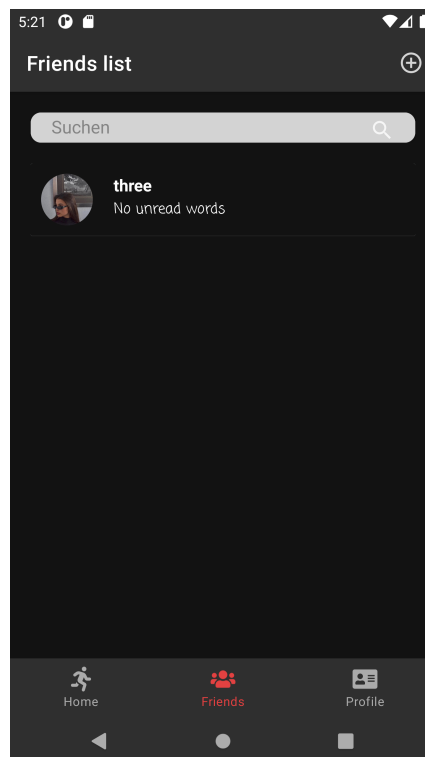 5:21
Friends list
Suchen
three
No unread words
Home
Friends
Profile